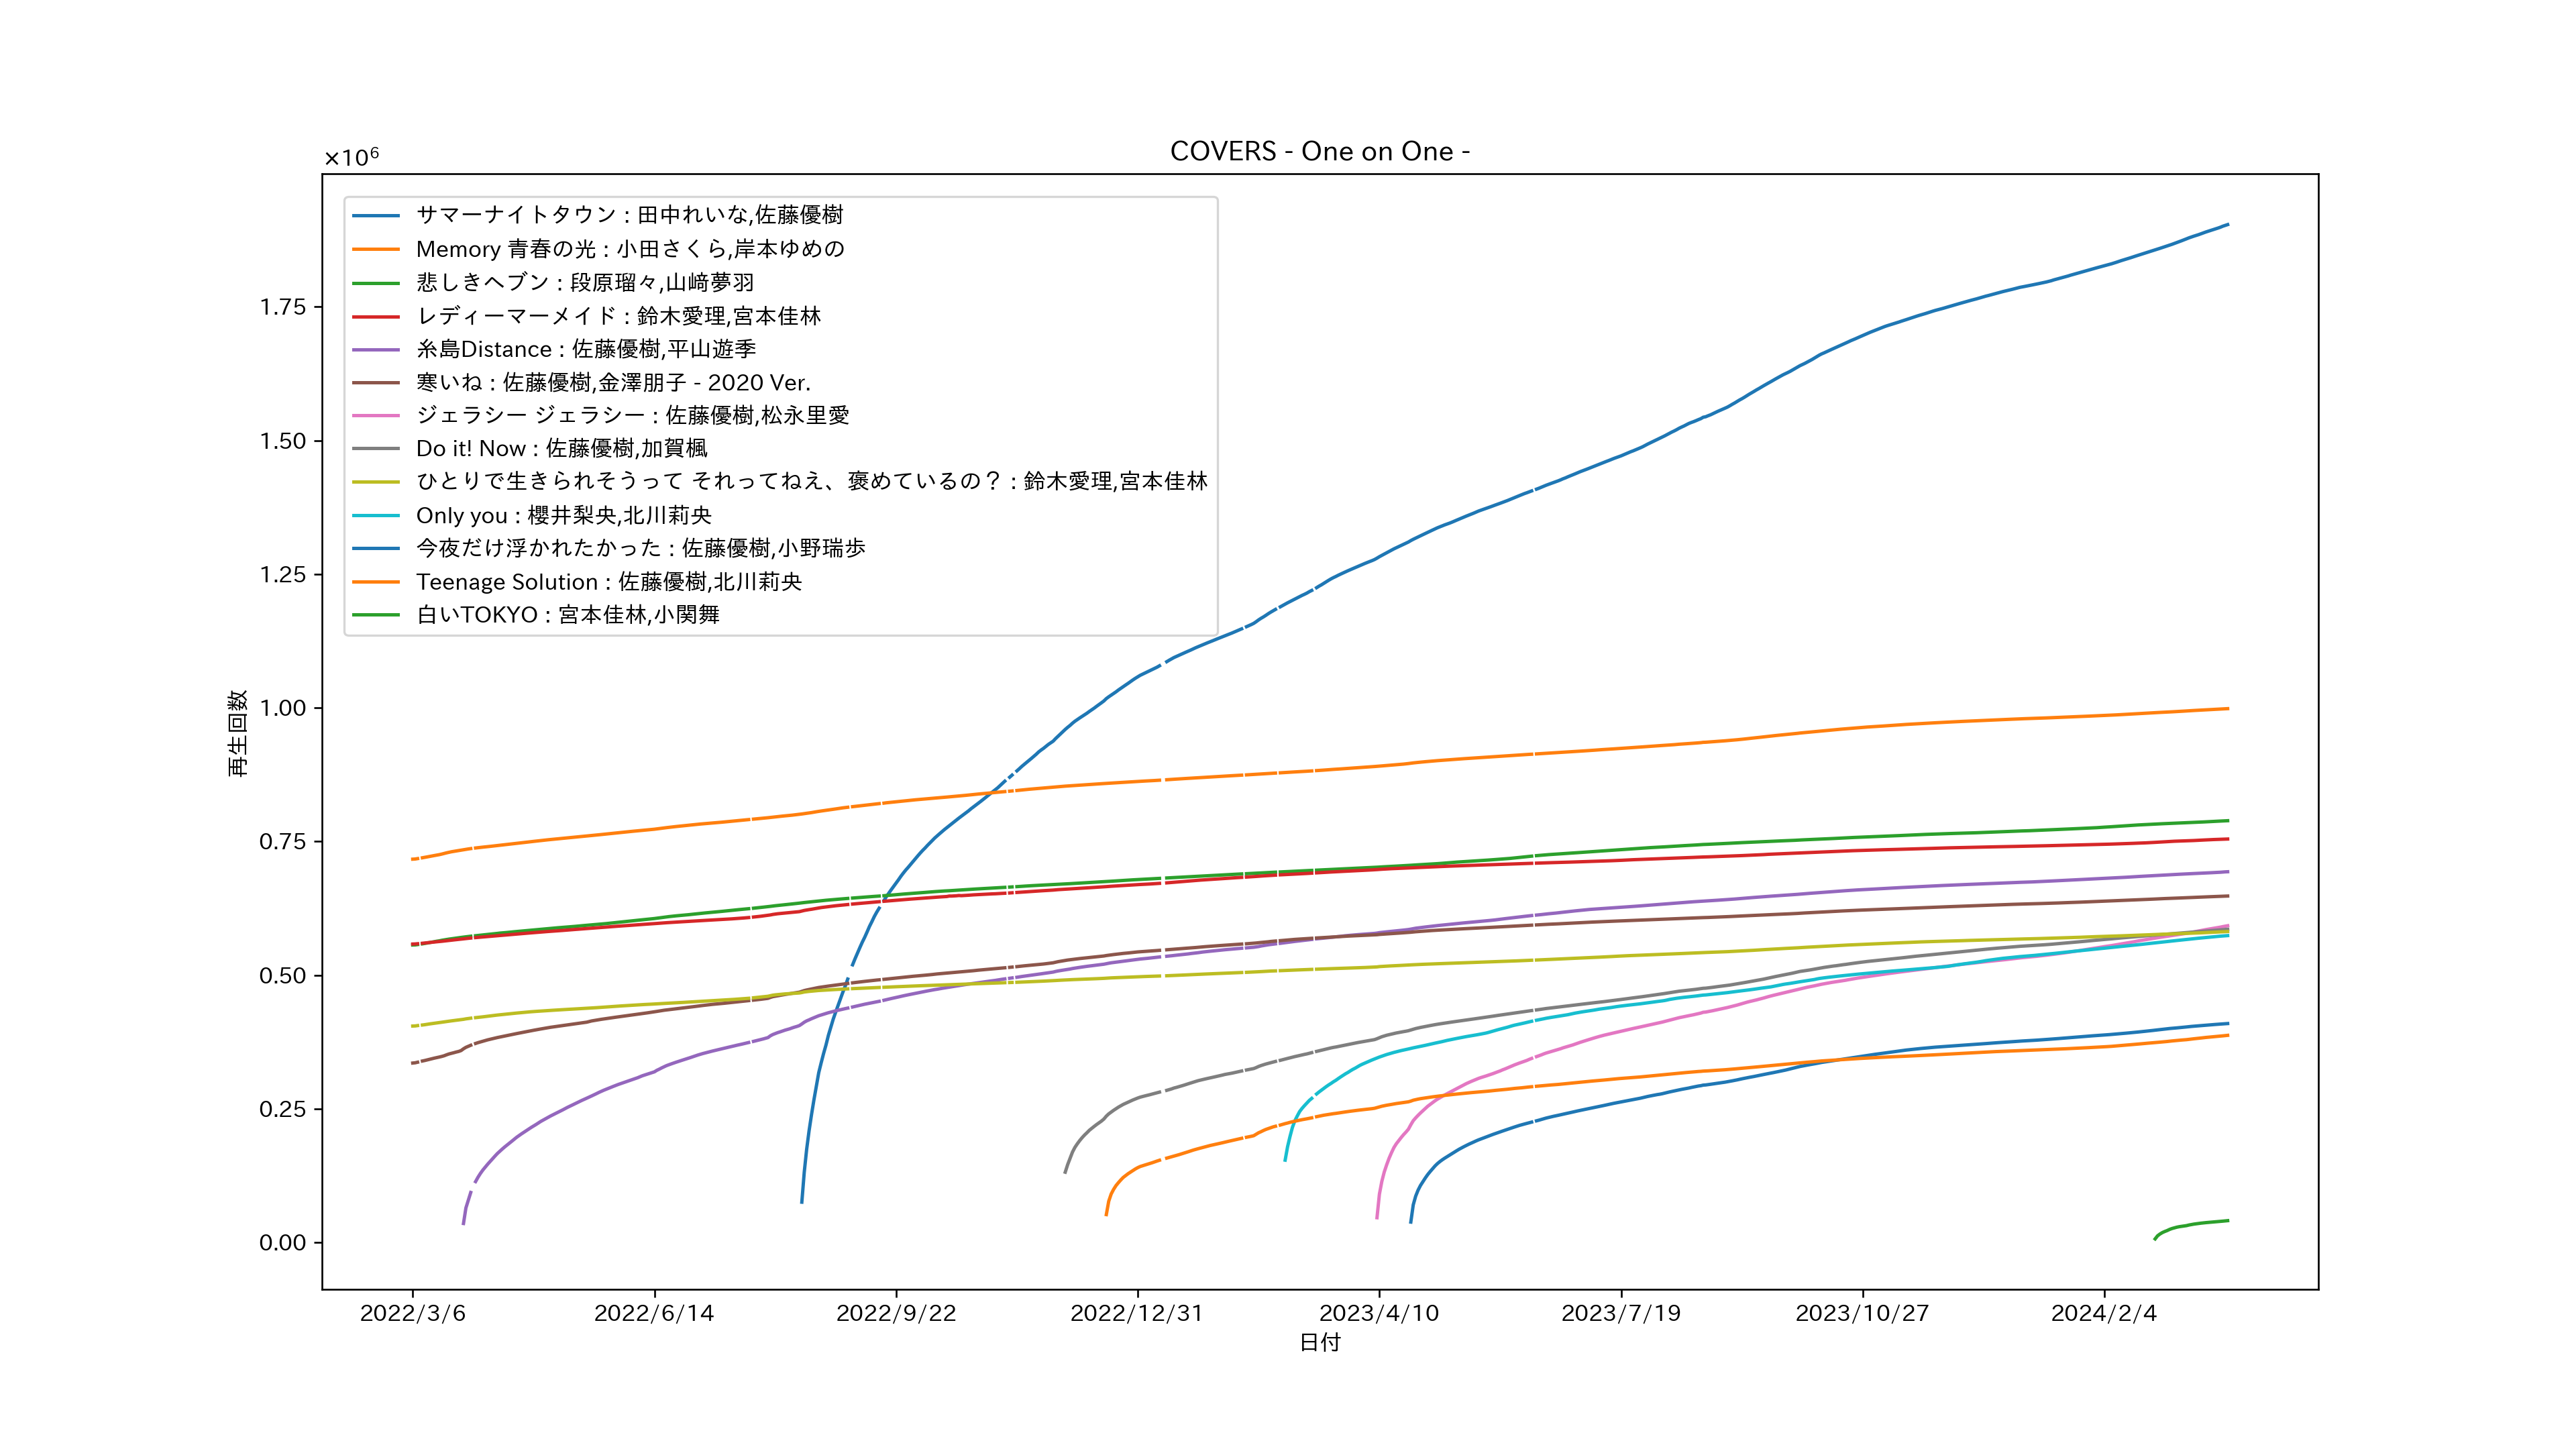 COVERS - One on One -
×10⁶
サマーナイトタウン : 田中れいな,佐藤優樹
Memory 青春の光 : 小田さくら,岸本ゆめの
悲しきヘブン : 段原瑠々,山﨑夢羽
レディーマーメイド : 鈴木愛理,宮本佳林
糸島Distance : 佐藤優樹,平山遊季
寒いね : 佐藤優樹,金澤朋子 - 2020 Ver.
ジェラシー ジェラシー : 佐藤優樹,松永里愛
Do it! Now : 佐藤優樹,加賀楓
ひとりで生きられそうって それってねえ、褒めているの？ : 鈴木愛理,宮本佳林
Only you : 櫻井梨央,北川莉央
今夜だけ浮かれたかった : 佐藤優樹,小野瑞歩
Teenage Solution : 佐藤優樹,北川莉央
白いTOKYO : 宮本佳林,小関舞
1.75
1.50
1.25
1.00
0.75
0.50
0.25
0.00
再生回数
2022/3/6
2022/6/14
2022/9/22
2022/12/31
2023/4/10
2023/7/19
2023/10/27
2024/2/4
日付